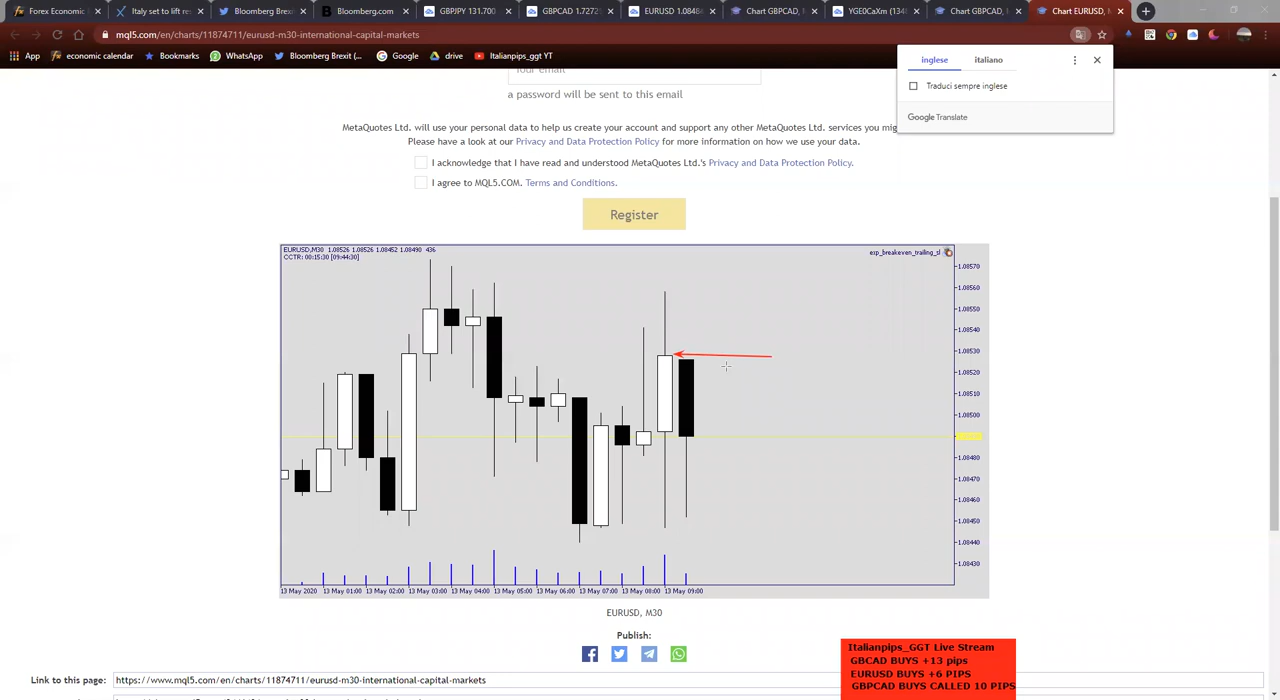 Forex Economic
Italy set to lift res
Bloomberg Brex
Bloomberg.com
GBPJPY 131.700
GBPCAD 1.7272
EURUSD 1.0848
YGE0CaXm (134
Chart GBPCAD,
Chart GBPCAD,
Chart EURUSD, M
mql5.com/en/charts/11874711/eurusd-m30-international-capital-markets
App
economic calendar
Bookmarks
WhatsApp
Bloomberg Brexit (...
Google
drive
Italianpips_ggt YT
inglese
italiano
Traduci sempre inglese
Google Translate
Your email
a password will be sent to this email
MetaQuotes Ltd. will use your personal data to help us create your account and support any other MetaQuotes Ltd. services you mig
Please have a look at our Privacy and Data Protection Policy for more information on how we use your data.
I acknowledge that I have read and understood MetaQuotes Ltd.'s Privacy and Data Protection Policy.
I agree to MQL5.COM. Terms and Conditions.
Register
EURUSD,M30 1.08526 1.08526 1.08452 1.08490 436
CCTR: 00:15:30 [09:44:30]
exp_breakeven_trailing_sl
1.08570
1.08560
1.08550
1.08540
1.08530
1.08520
1.08510
1.08500
1.08480
1.08470
1.08460
1.08450
1.08440
1.08430
13 May 2020
13 May 01:00
13 May 02:00
13 May 03:00
13 May 04:00
13 May 05:00
13 May 06:00
13 May 07:00
13 May 08:00
13 May 09:00
EURUSD, M30
Publish:
Italianpips_GGT Live Stream
GBCAD BUYS +13 pips
EURUSD BUYS +6 PIPS
GBPCAD BUYS CALLED 10 PIPS
Link to this page:
https://www.mql5.com/en/charts/11874711/eurusd-m30-international-capital-markets